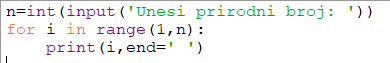 n=int(input('Unesi prirodni broj: '))
for i in range(1,n):
    print(i,end=' ')